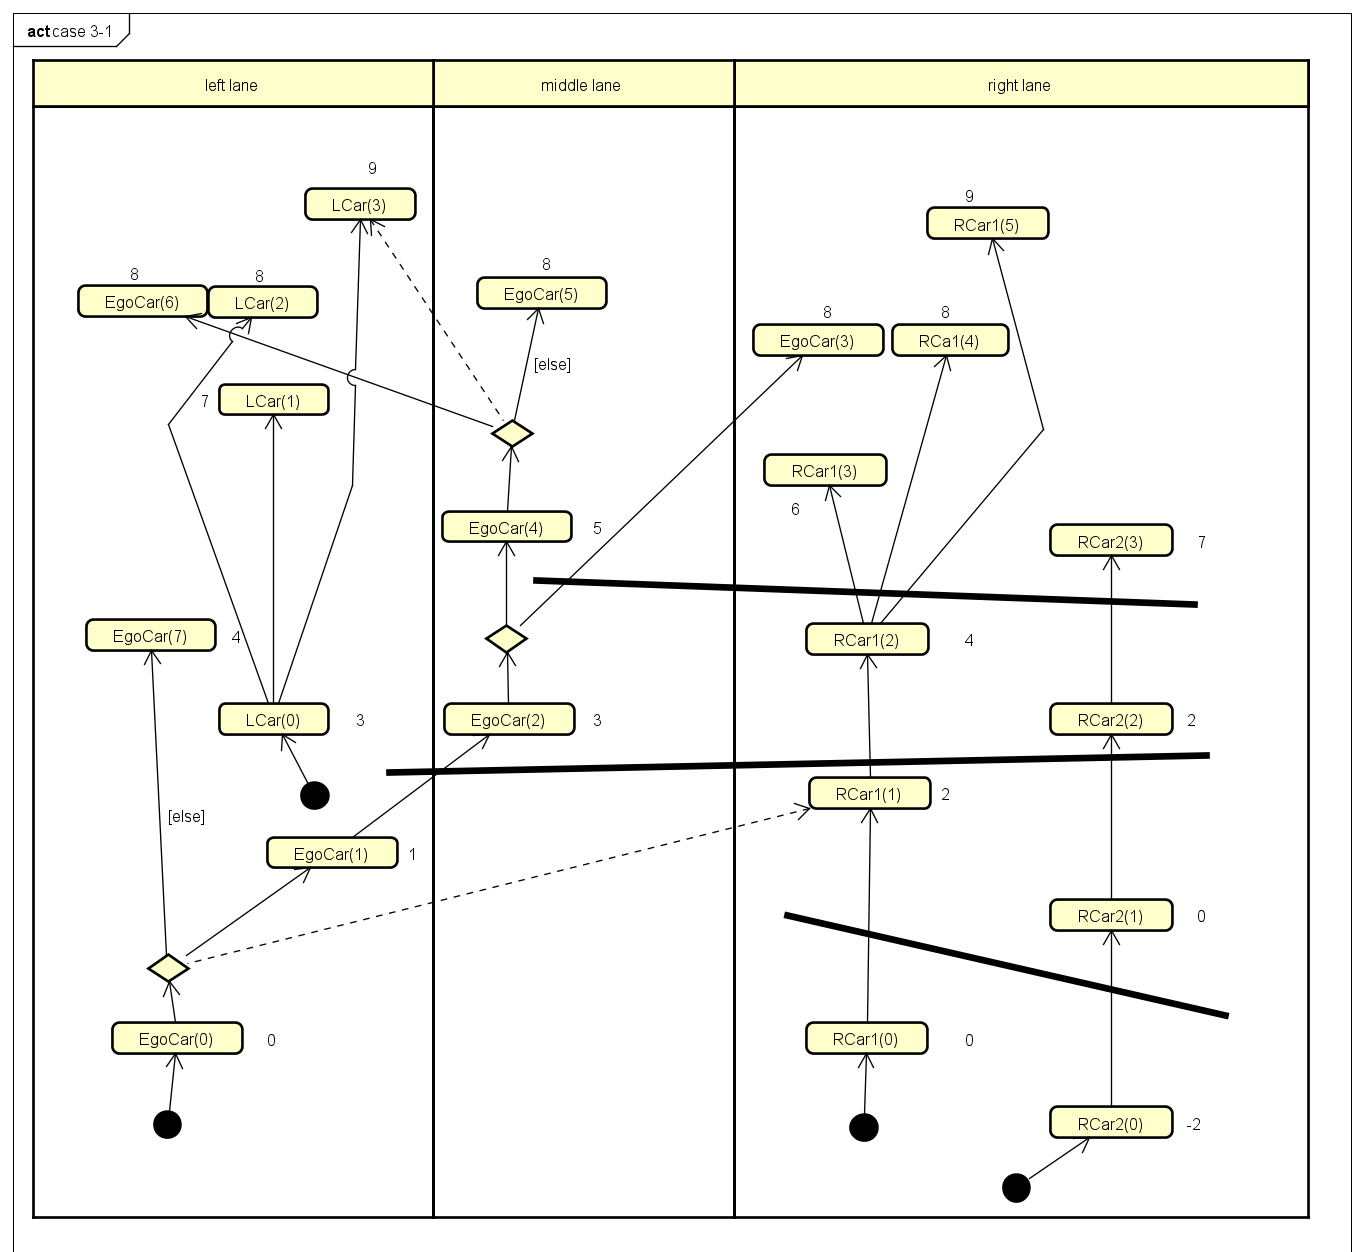 act case 3-1
left lane
middle lane
right lane
9
LCar(3)
9
RCar1(5)
8
EgoCar(6)
8
LCar(2)
8
EgoCar(5)
8
EgoCar(3)
8
RCa1(4)
[else]
7
LCar(1)
RCar1(3)
6
EgoCar(4)
5
RCar2(3)
7
EgoCar(7)
4
RCar1(2)
4
LCar(0)
3
EgoCar(2)
3
RCar2(2)
2
RCar1(1)
2
[else]
EgoCar(1)
1
RCar2(1)
0
EgoCar(0)
0
RCar1(0)
0
RCar2(0)
-2